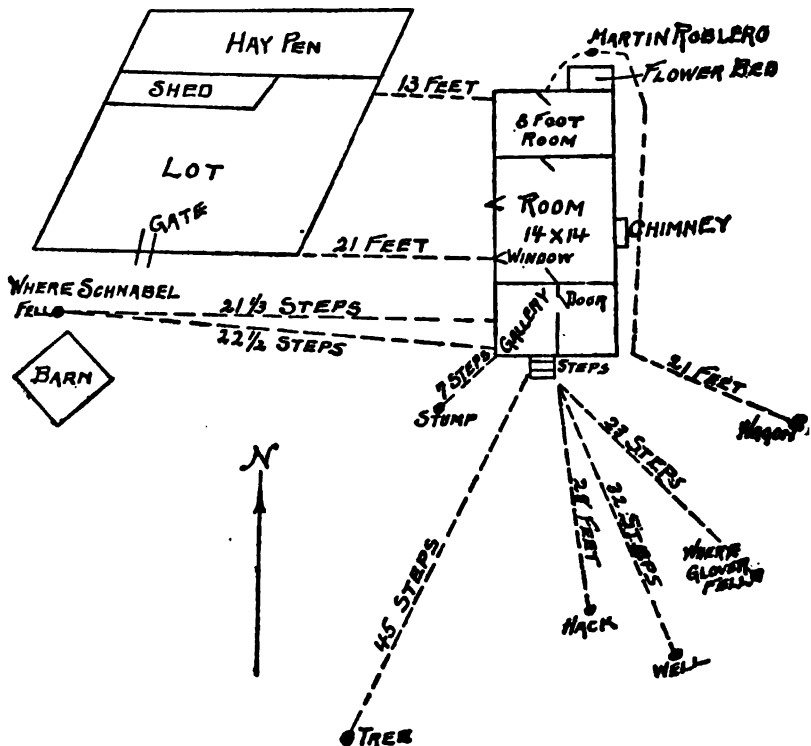 HAY PEN
MARTIN ROBLERO
FLOWER BED
SHED
13 FEET
8 FOOT
ROOM
LOT
ROOM
14 X 14
GATE
CHIMNEY
21 FEET
WINDOW
WHERE SCHNABEL
FELL
21 1/3 STEPS
22 1/2 STEPS
GALLERY
DOOR
BARN
7 STEPS
STEPS
21 FEET
STUMP
WAGON
N
27 STEPS
28 FEET
32 STEPS
WHERE
GLOVER
FELL
45 STEPS
HACK
WELL
TREE